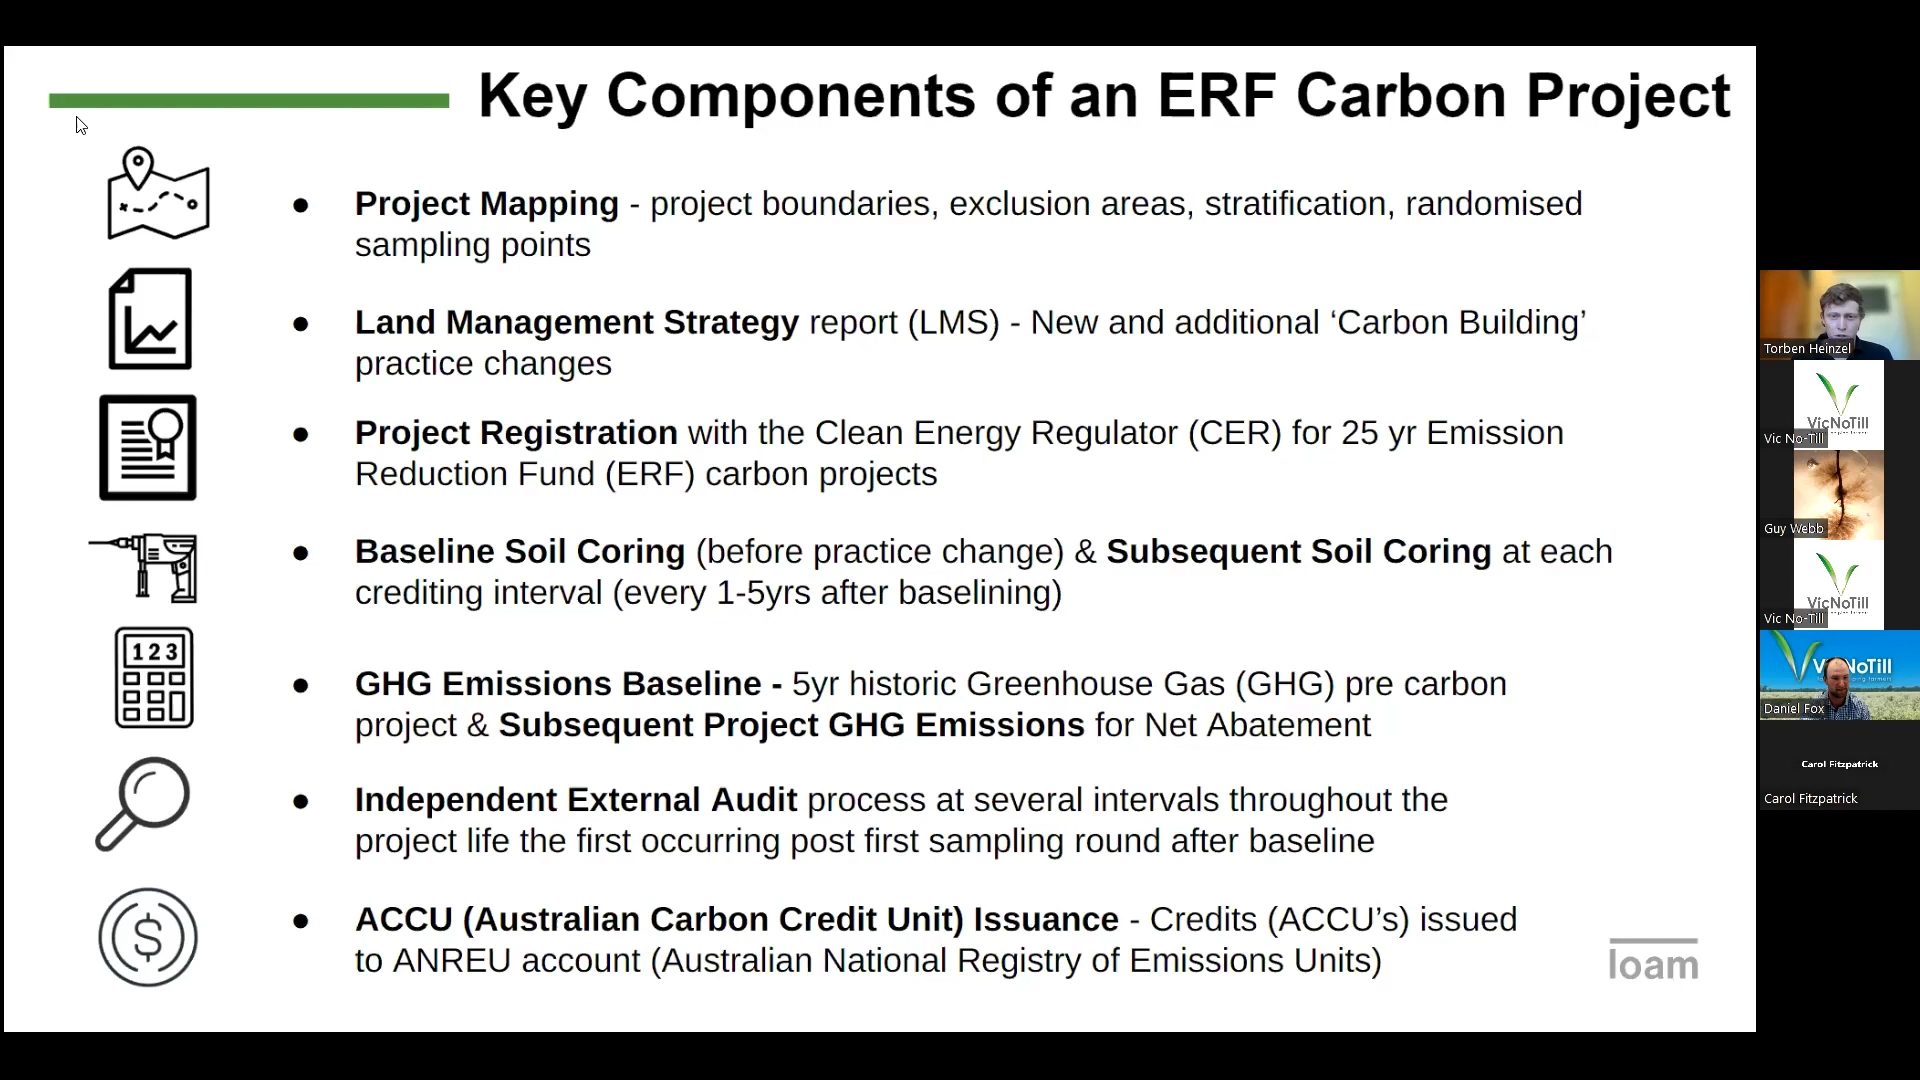 Key Components of an ERF Carbon Project
● Project Mapping - project boundaries, exclusion areas, stratification, randomised
sampling points
● Land Management Strategy report (LMS) - New and additional ‘Carbon Building’
practice changes
● Project Registration with the Clean Energy Regulator (CER) for 25 yr Emission
Reduction Fund (ERF) carbon projects
● Baseline Soil Coring (before practice change) & Subsequent Soil Coring at each
crediting interval (every 1-5yrs after baselining)
123
● GHG Emissions Baseline - 5yr historic Greenhouse Gas (GHG) pre carbon
project & Subsequent Project GHG Emissions for Net Abatement
● Independent External Audit process at several intervals throughout the
project life the first occurring post first sampling round after baseline
$
● ACCU (Australian Carbon Credit Unit) Issuance - Credits (ACCU’s) issued
to ANREU account (Australian National Registry of Emissions Units)
loam
Torben Heinzel
VicNoTill
Vic No-Till
Guy Webb
VicNoTill
Vic No-Till
VicNoTill
Daniel Fox
Carol Fitzpatrick
Carol Fitzpatrick